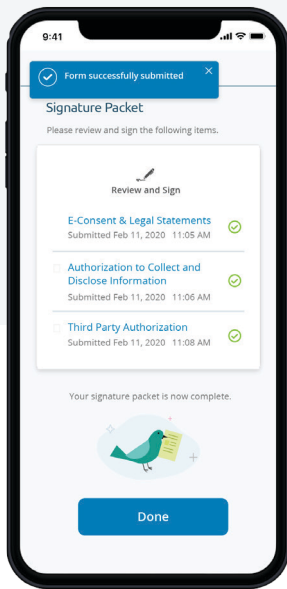 9:41
Form successfully submitted
Signature Packet
Please review and sign the following items.
Review and Sign
E-Consent & Legal Statements
Submitted Feb 11, 2020 11:05 AM
Authorization to Collect and
Disclose Information
Submitted Feb 11, 2020 11:06 AM
Third Party Authorization
Submitted Feb 11, 2020 11:08 AM
Your signature packet is now complete.
Done